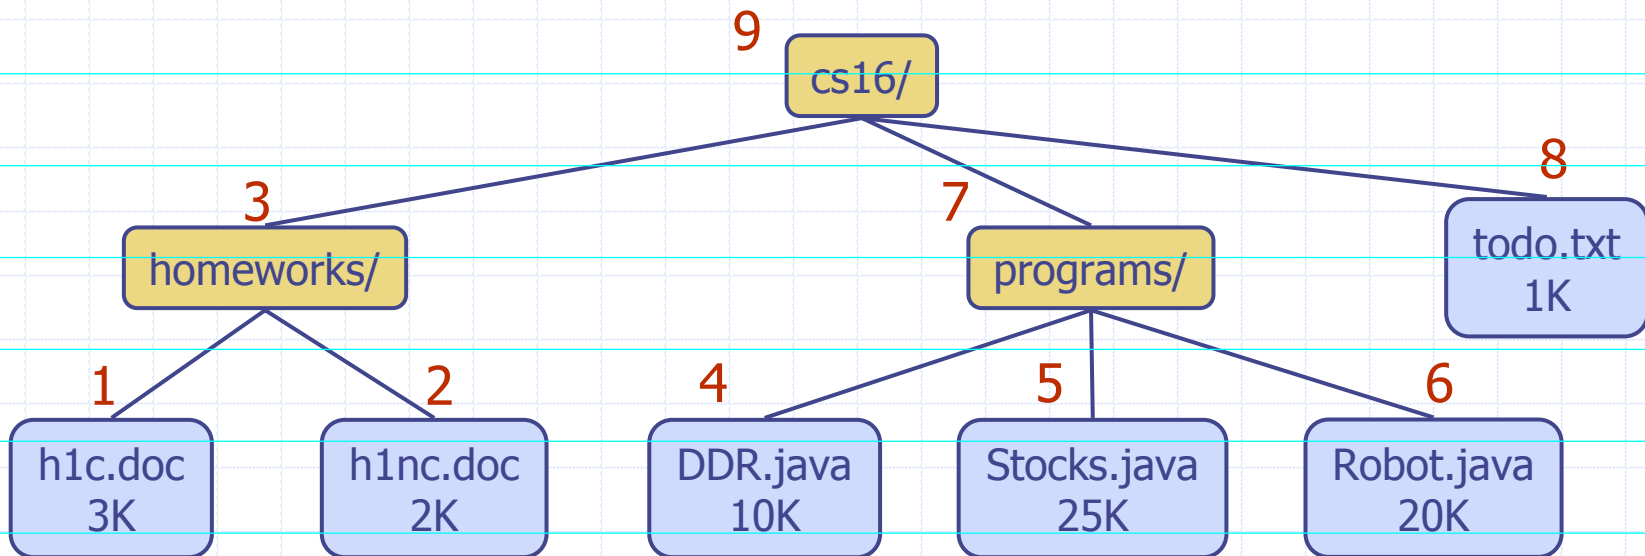 9
cs16/
3
7
8
homeworks/
programs/
todo.txt
1K
1
2
4
5
6
h1c.doc
3K
h1nc.doc
2K
DDR.java
10K
Stocks.java
25K
Robot.java
20K